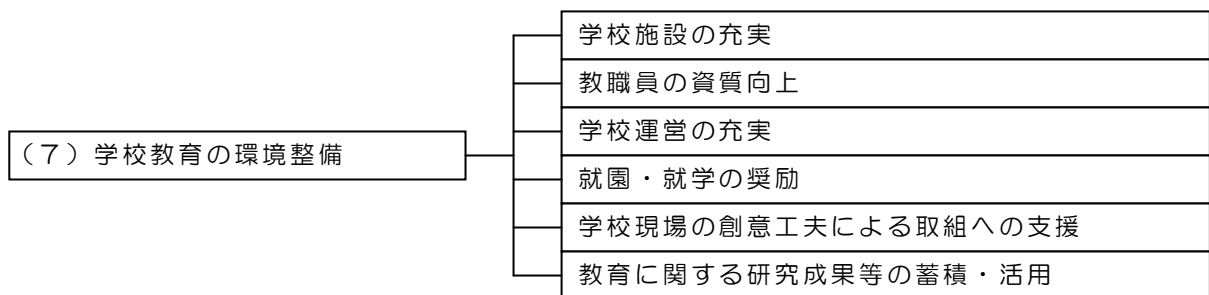 (7)学校教育の環境整備
学校施設の充実
教職員の資質向上
学校運営の充実
就園・就学の奨励
学校現場の創意工夫による取組への支援
教育に関する研究成果等の蓄積・活用